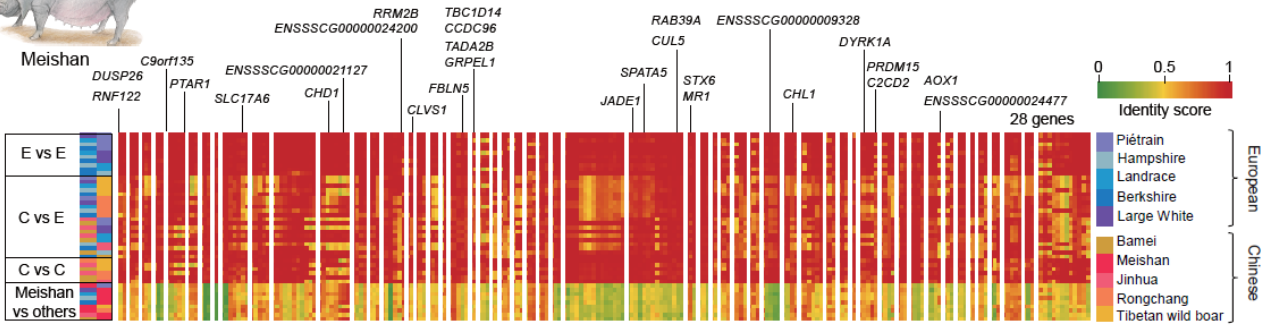 Meishan
DUSP26
RNF122
C9orf135
PTAR1
SLC17A6
ENSSSCG00000021127
CHD1
RRM2B
ENSSSCG00000024200
CLVS1
FBLN5
TBC1D14
CCDC96
TADA2B
GRPEL1
JADE1
SPATA5
RAB39A
CUL5
STX6
MR1
ENSSSCG00000009328
CHL1
DYRK1A
PRDM15
C2CD2
AOX1
ENSSSCG00000024477
28 genes
0 0.5 1
Identity score
E vs E
C vs E
C vs C
Meishan
vs others
Piétrain
Hampshire
Landrace
Berkshire
Large White
European
Bamei
Meishan
Jinhua
Rongchang
Tibetan wild boar
Chinese